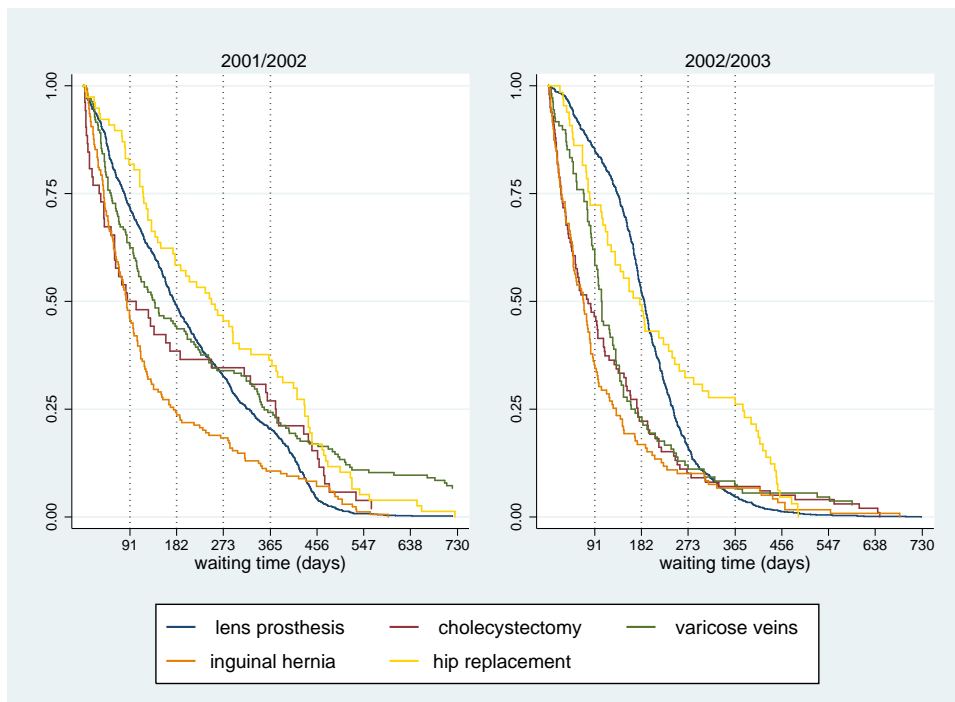 2001/2002
2002/2003
1.00
0.75
0.50
0.25
0.00
91 182 273 365 456 547 638 730
waiting time (days)
1.00
0.75
0.50
0.25
0.00
91 182 273 365 456 547 638 730
waiting time (days)
lens prosthesis cholecystectomy varicose veins
inguinal hernia hip replacement